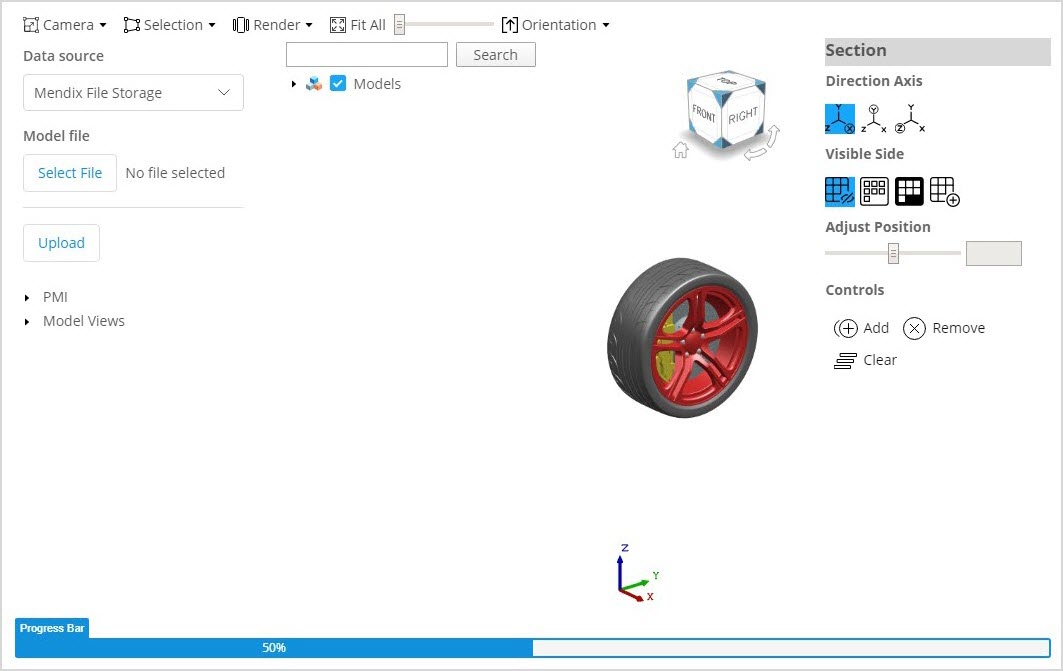 Camera Selection Render Fit All Orientation
Data source
Mendix File Storage
Model file
Select File No file selected
Upload
PMI
Model Views
Search
Models
TOP
FRONT RIGHT
Section
Direction Axis
Y Z X Y Z X Y Z X
Visible Side
Adjust Position
Controls
Add Remove
Clear
Z
Y
X
Progress Bar
50%